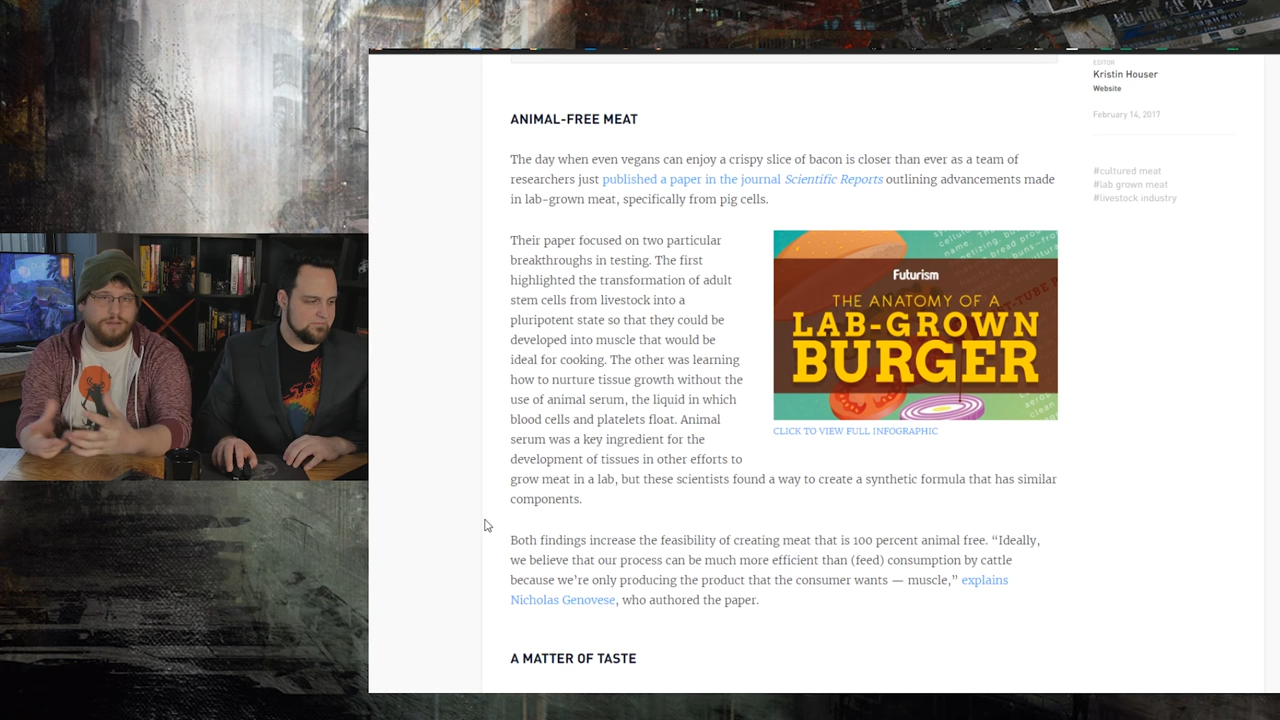 EDITOR
Kristin Houser
Website
February 14, 2017
#cultured meat
#lab grown meat
#livestock industry
ANIMAL-FREE MEAT
The day when even vegans can enjoy a crispy slice of bacon is closer than ever as a team of
researchers just published a paper in the journal Scientific Reports outlining advancements made
in lab-grown meat, specifically from pig cells.
Their paper focused on two particular
breakthroughs in testing. The first
highlighted the transformation of adult
stem cells from livestock into a
pluripotent state so that they could be
developed into muscle that would be
ideal for cooking. The other was learning
how to nurture tissue growth without the
use of animal serum, the liquid in which
blood cells and platelets float. Animal
serum was a key ingredient for the
development of tissues in other efforts to
grow meat in a lab, but these scientists found a way to create a synthetic formula that has similar
components.
Futurism
THE ANATOMY OF A
LAB-GROWN
BURGER
CLICK TO VIEW FULL INFOGRAPHIC
Both findings increase the feasibility of creating meat that is 100 percent animal free. “Ideally,
we believe that our process can be much more efficient than (feed) consumption by cattle
because we’re only producing the product that the consumer wants — muscle,” explains
Nicholas Genovese, who authored the paper.
A MATTER OF TASTE